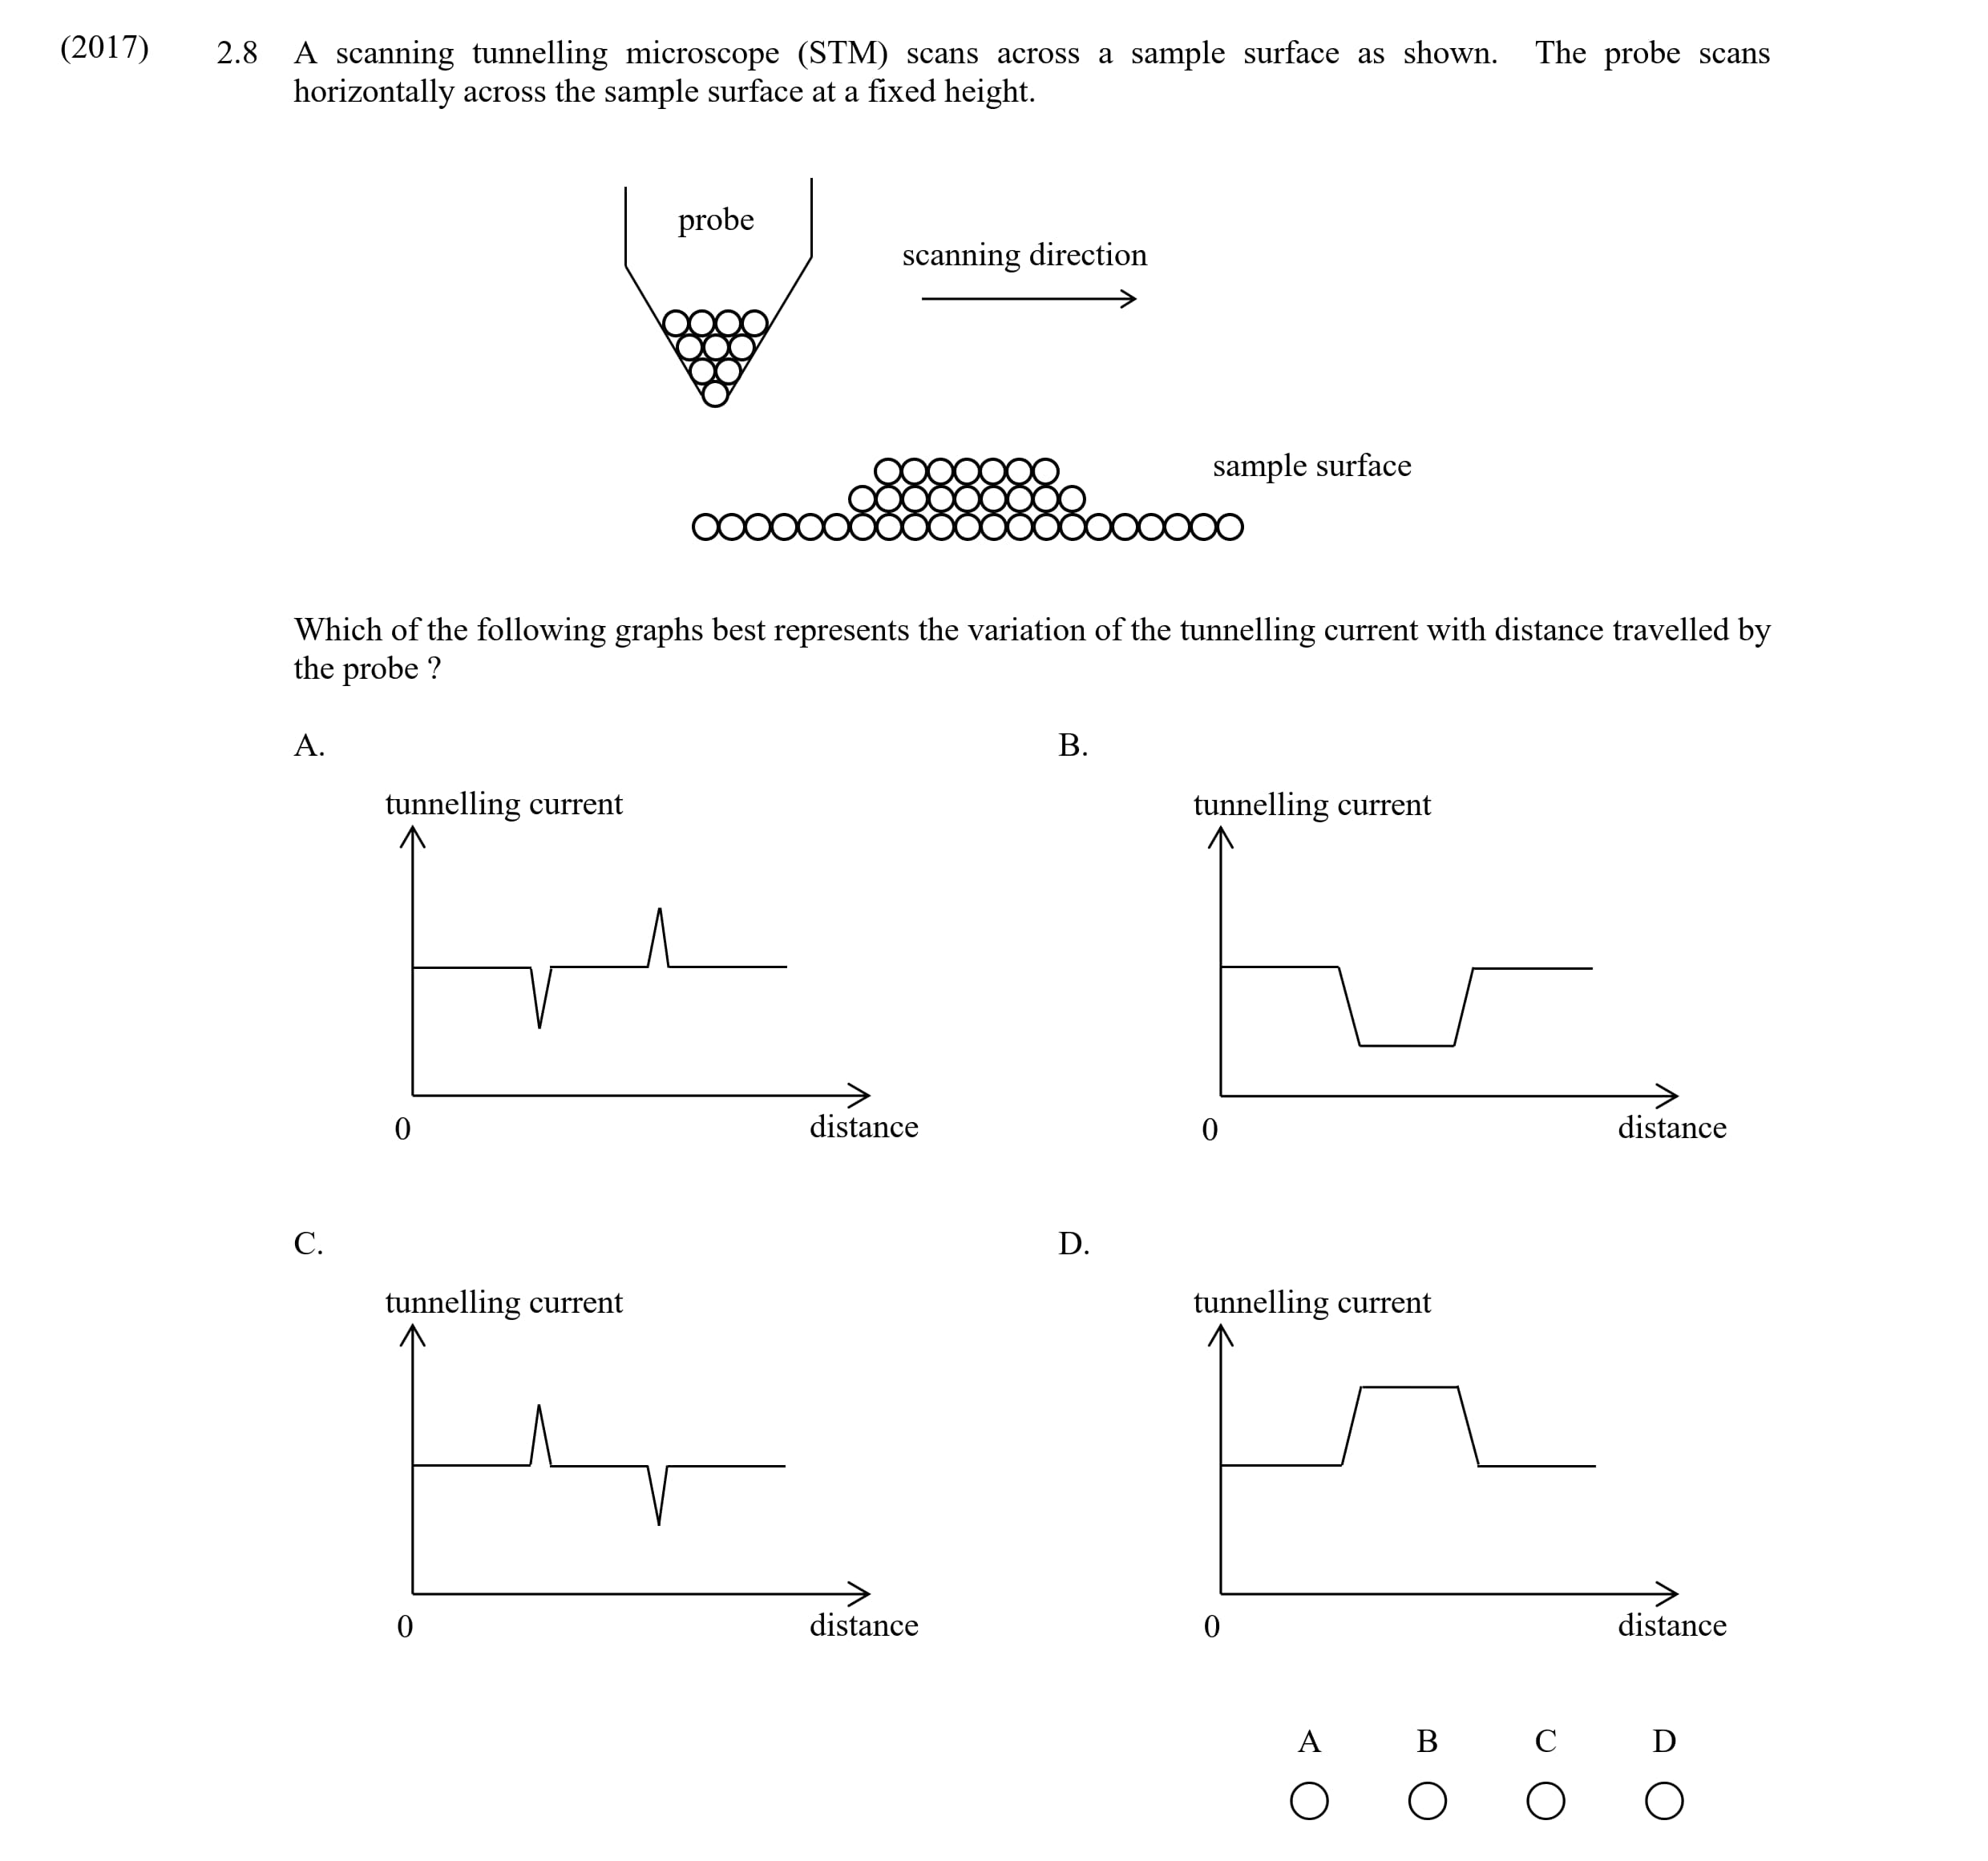 (2017) 2.8 A scanning tunnelling microscope (STM) scans across a sample surface as shown. The probe scans
horizontally across the sample surface at a fixed height.
probe
scanning direction
sample surface
Which of the following graphs best represents the variation of the tunnelling current with distance travelled by
the probe ?
A. B.
tunnelling current tunnelling current
0 distance 0 distance
C. D.
tunnelling current tunnelling current
0 distance 0 distance
A B C D